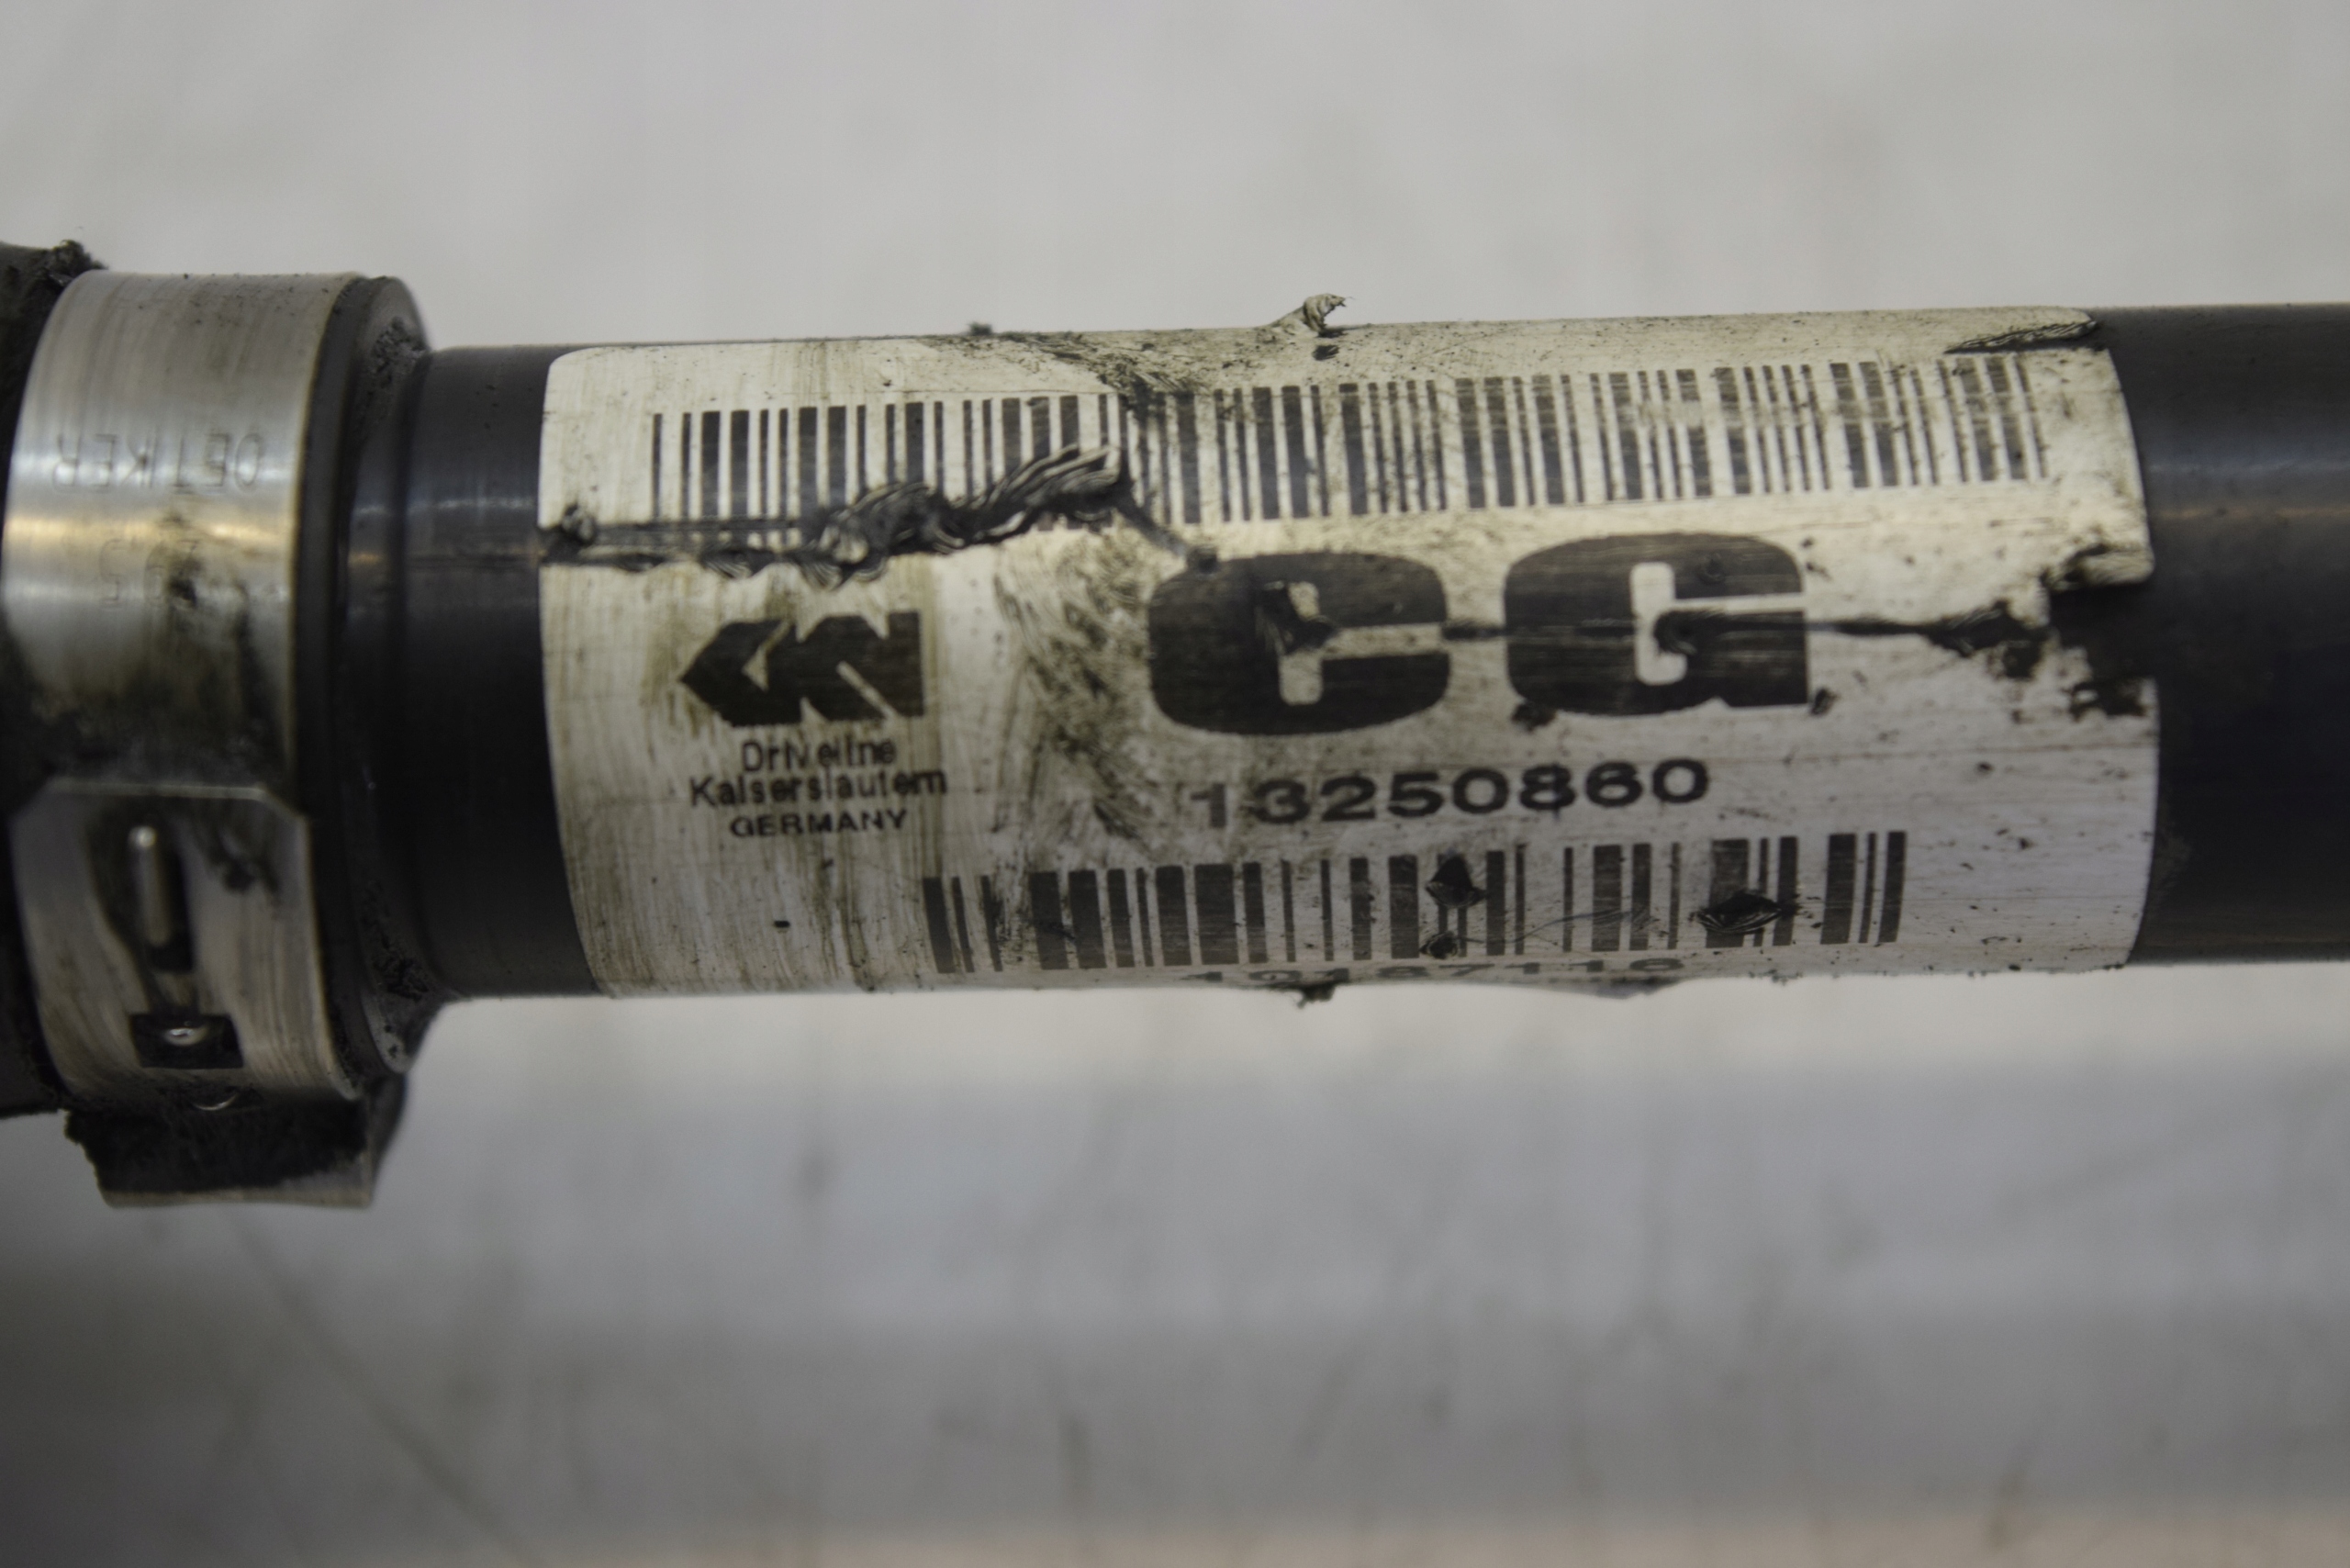 OETIKER
CG
Driveline
Kaiserslautern
GERMANY
13250860